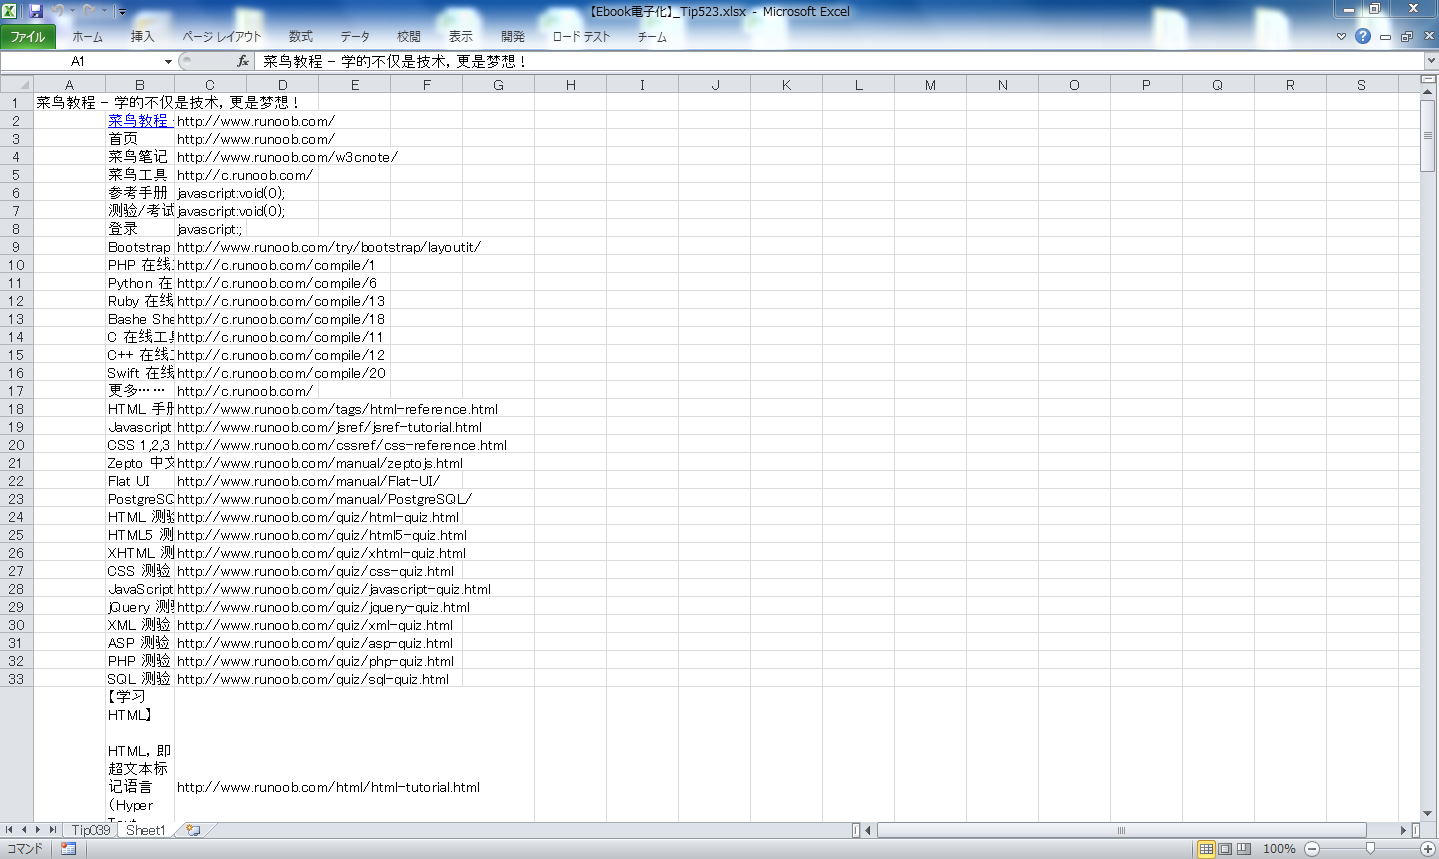 【Ebook電子化】_Tip523.xlsx - Microsoft Excel
ファイル ホーム 挿入 ページ レイアウト 数式 データ 校閲 表示 開発 ロード テスト チーム
A1 fx 菜鸟教程 - 学的不仅是技术，更是梦想！
A B C D E F G H I J K L M N O P Q R S
1 菜鸟教程 - 学的不仅是技术，更是梦想！
2 菜鸟教程 http://www.runoob.com/
3 首页 http://www.runoob.com/
4 菜鸟笔记 http://www.runoob.com/w3cnote/
5 菜鸟工具 http://c.runoob.com/
6 参考手册 javascript:void(0);
7 测验/考试 javascript:void(0);
8 登录 javascript:;
9 Bootstrap http://www.runoob.com/try/bootstrap/layoutit/
10 PHP 在线 http://c.runoob.com/compile/1
11 Python 在 http://c.runoob.com/compile/6
12 Ruby 在线 http://c.runoob.com/compile/13
13 Bashe She http://c.runoob.com/compile/18
14 C 在线工具 http://c.runoob.com/compile/11
15 C++ 在线 http://c.runoob.com/compile/12
16 Swift 在线 http://c.runoob.com/compile/20
17 更多…… http://c.runoob.com/
18 HTML 手册 http://www.runoob.com/tags/html-reference.html
19 Javascript http://www.runoob.com/jsref/jsref-tutorial.html
20 CSS 1,2,3 http://www.runoob.com/cssref/css-reference.html
21 Zepto 中文 http://www.runoob.com/manual/zeptojs.html
22 Flat UI http://www.runoob.com/manual/Flat-UI/
23 PostgreSQ http://www.runoob.com/manual/PostgreSQL/
24 HTML 测验 http://www.runoob.com/quiz/html-quiz.html
25 HTML5 测 http://www.runoob.com/quiz/html5-quiz.html
26 XHTML 测 http://www.runoob.com/quiz/xhtml-quiz.html
27 CSS 测验 http://www.runoob.com/quiz/css-quiz.html
28 JavaScript http://www.runoob.com/quiz/javascript-quiz.html
29 jQuery 测验 http://www.runoob.com/quiz/jquery-quiz.html
30 XML 测验 http://www.runoob.com/quiz/xml-quiz.html
31 ASP 测验 http://www.runoob.com/quiz/asp-quiz.html
32 PHP 测验 http://www.runoob.com/quiz/php-quiz.html
33 SQL 测验 http://www.runoob.com/quiz/sql-quiz.html
【学习
HTML】
HTML，即
超文本标
记语言 http://www.runoob.com/html/html-tutorial.html
（Hyper
Tip039 Sheet1
コマンド 100%